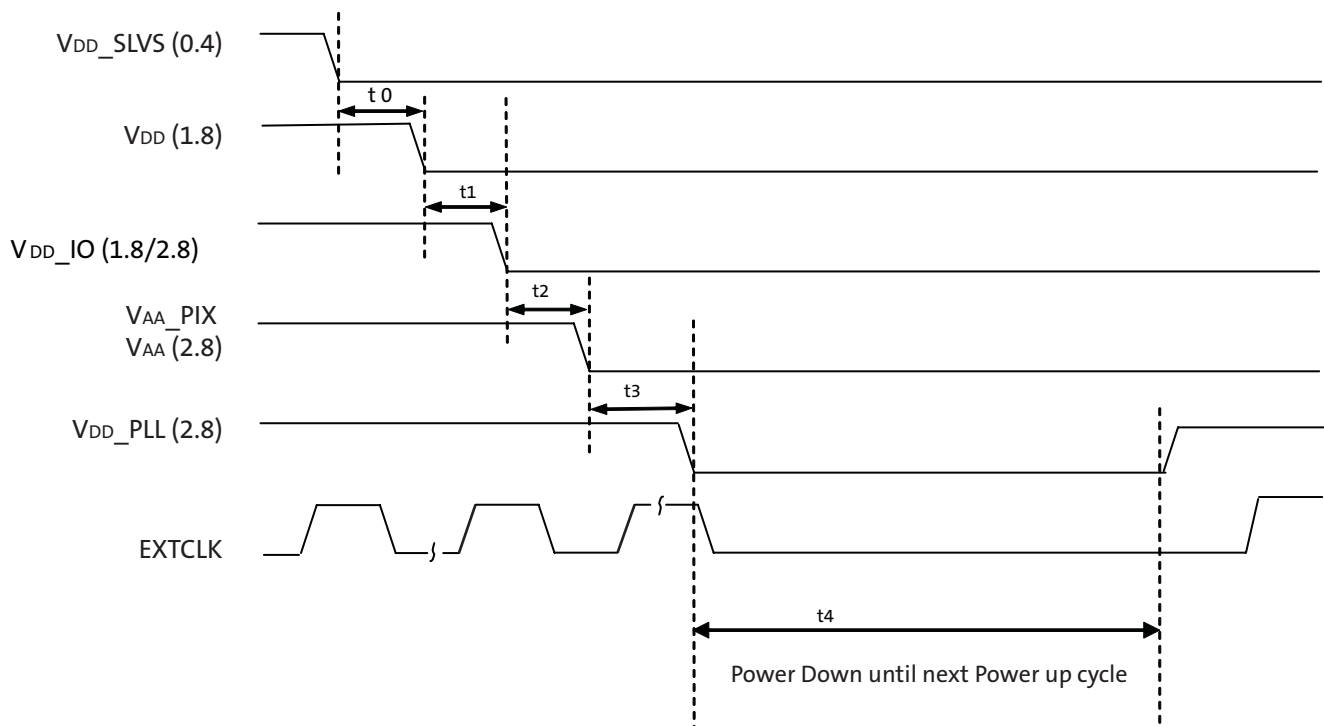 VDD_SLVS (0.4)
t 0
VDD (1.8)
t1
VDD_IO (1.8/2.8)
t2
VAA_PIX
VAA (2.8)
t3
VDD_PLL (2.8)
EXTCLK
t4
Power Down until next Power up cycle